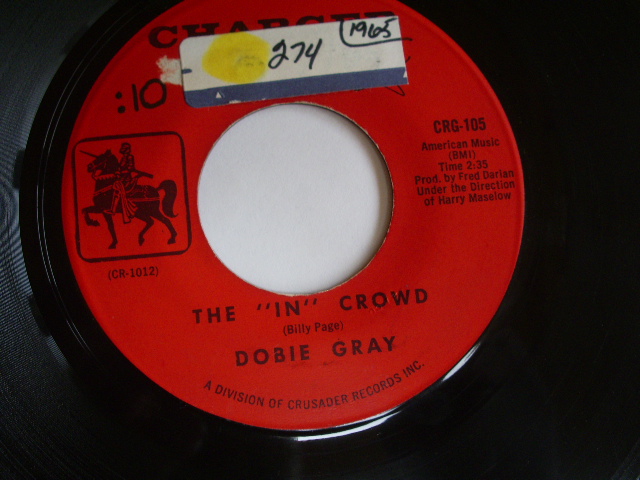 274
1965
:10
CRG-105
American Music
(BMI)
Time 2:35
Prod. by Fred Darian
Under the Direction
of Harry Maselow
(CR-1012)
THE "IN" CROWD
(Billy Page)
DOBIE GRAY
A DIVISION OF CRUSADER RECORDS INC.